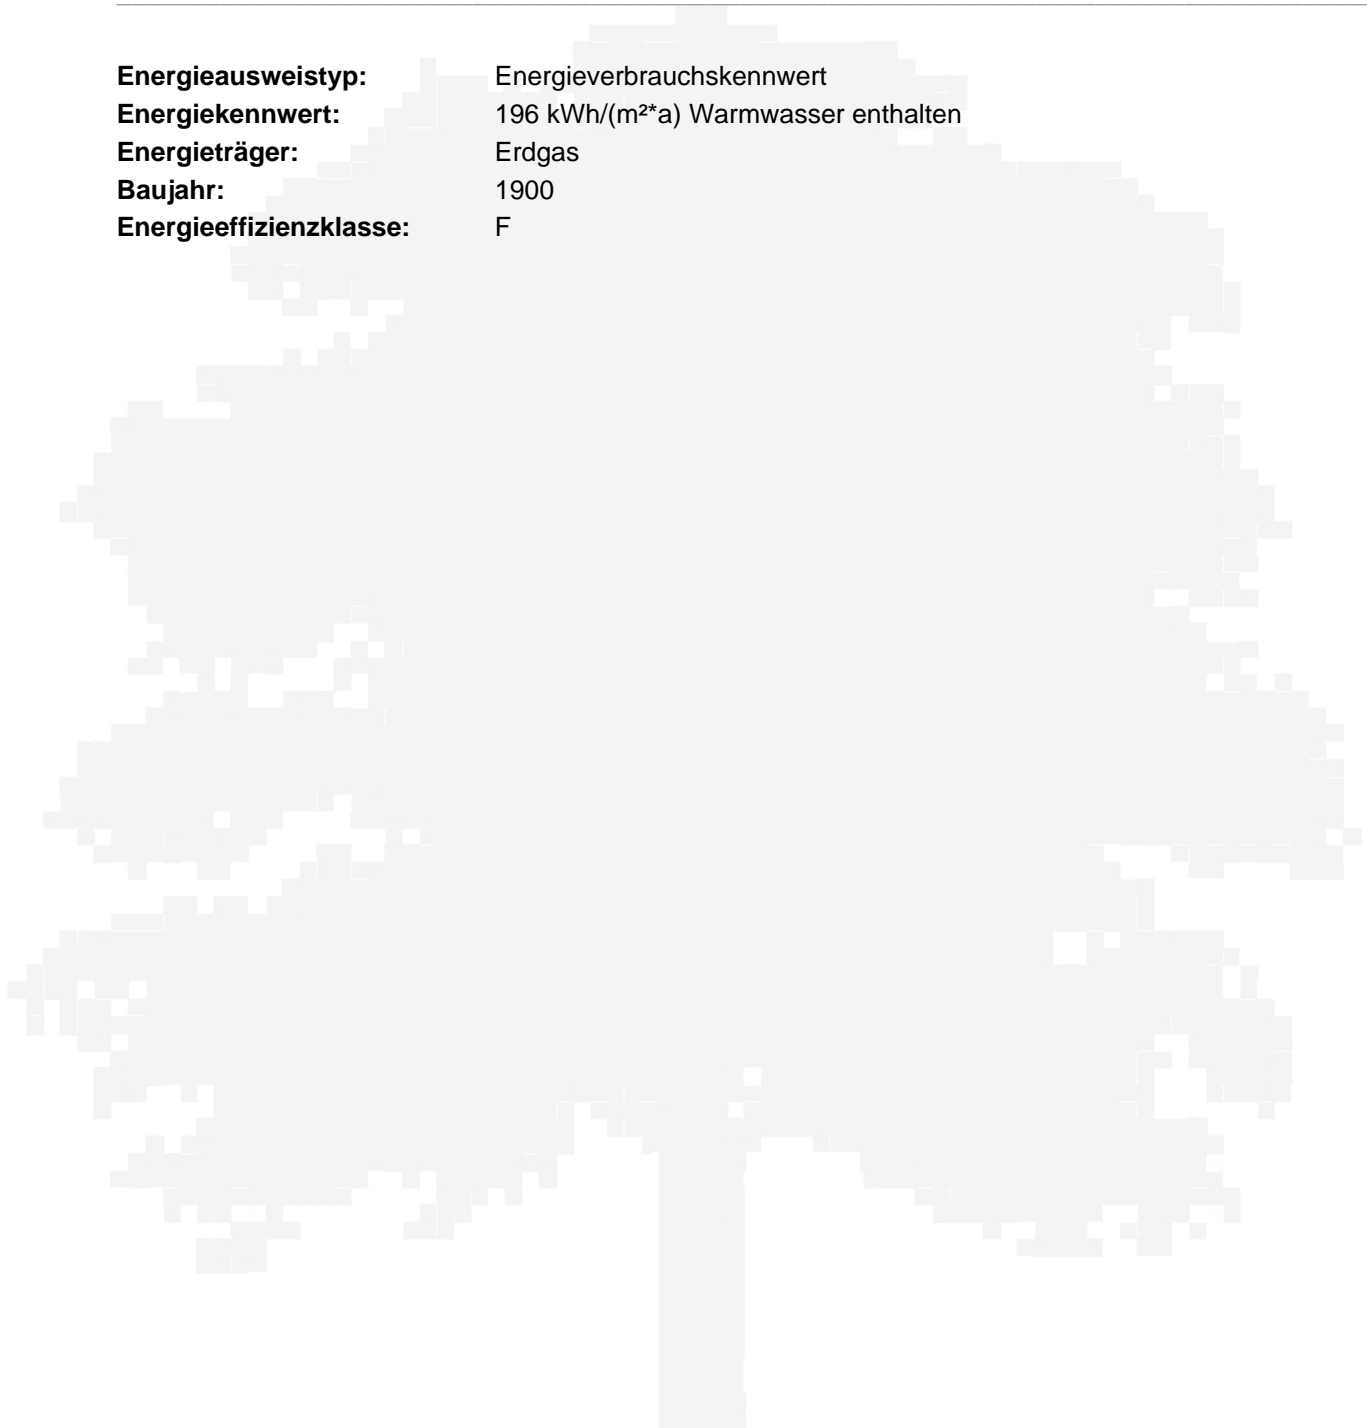 Energieausweistyp: Energieverbrauchskennwert
Energiekennwert: 196 kWh/(m²*a) Warmwasser enthalten
Energieträger: Erdgas
Baujahr: 1900
Energieeffizienzklasse: F